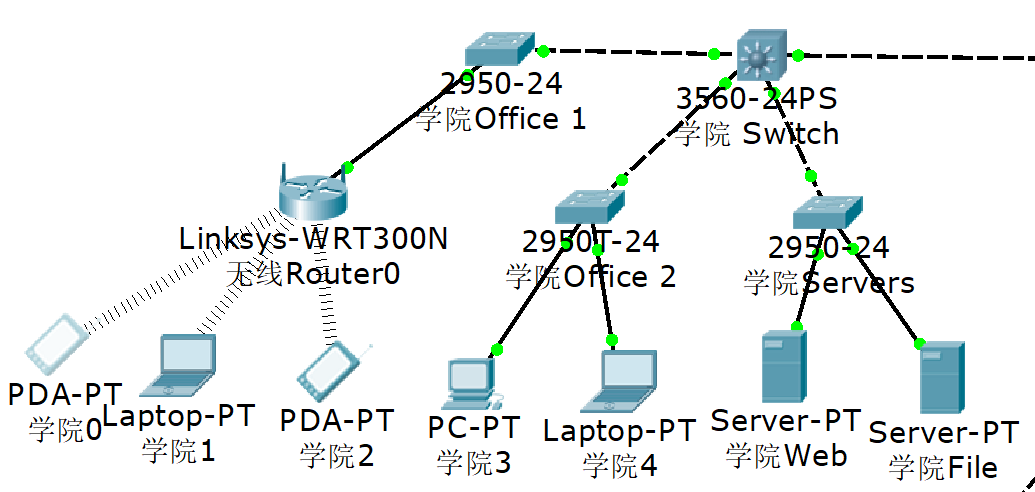 2950-24
学院Office 1
3560-24PS
学院 Switch
Linksys-WRT300N
无线Router0
2950T-24
学院Office 2
2950-24
学院Servers
PDA-PT
学院0
Laptop-PT
学院1
PDA-PT
学院2
PC-PT
学院3
Laptop-PT
学院4
Server-PT
学院Web
Server-PT
学院File